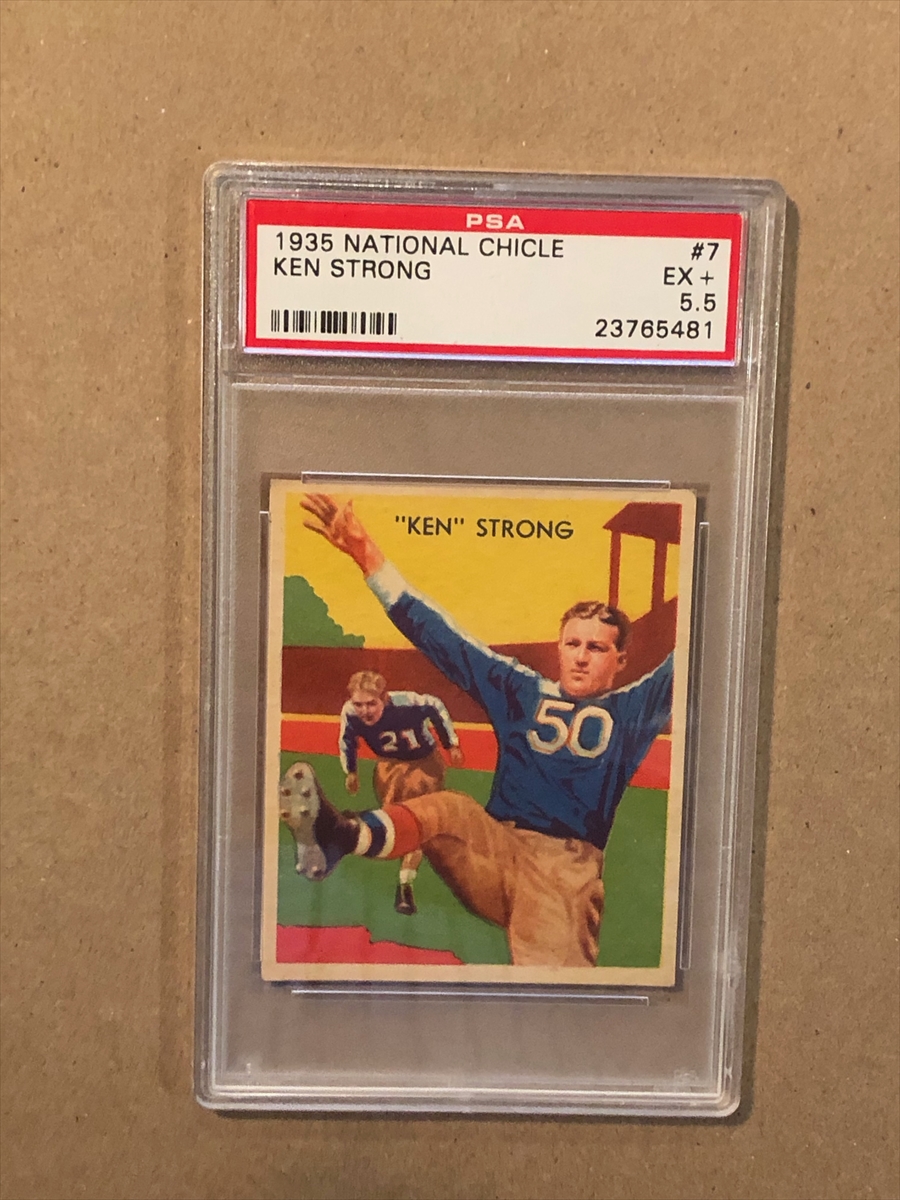 PSA
1935 NATIONAL CHICLE #7
KEN STRONG EX +
5.5
23765481
"KEN" STRONG
50
21